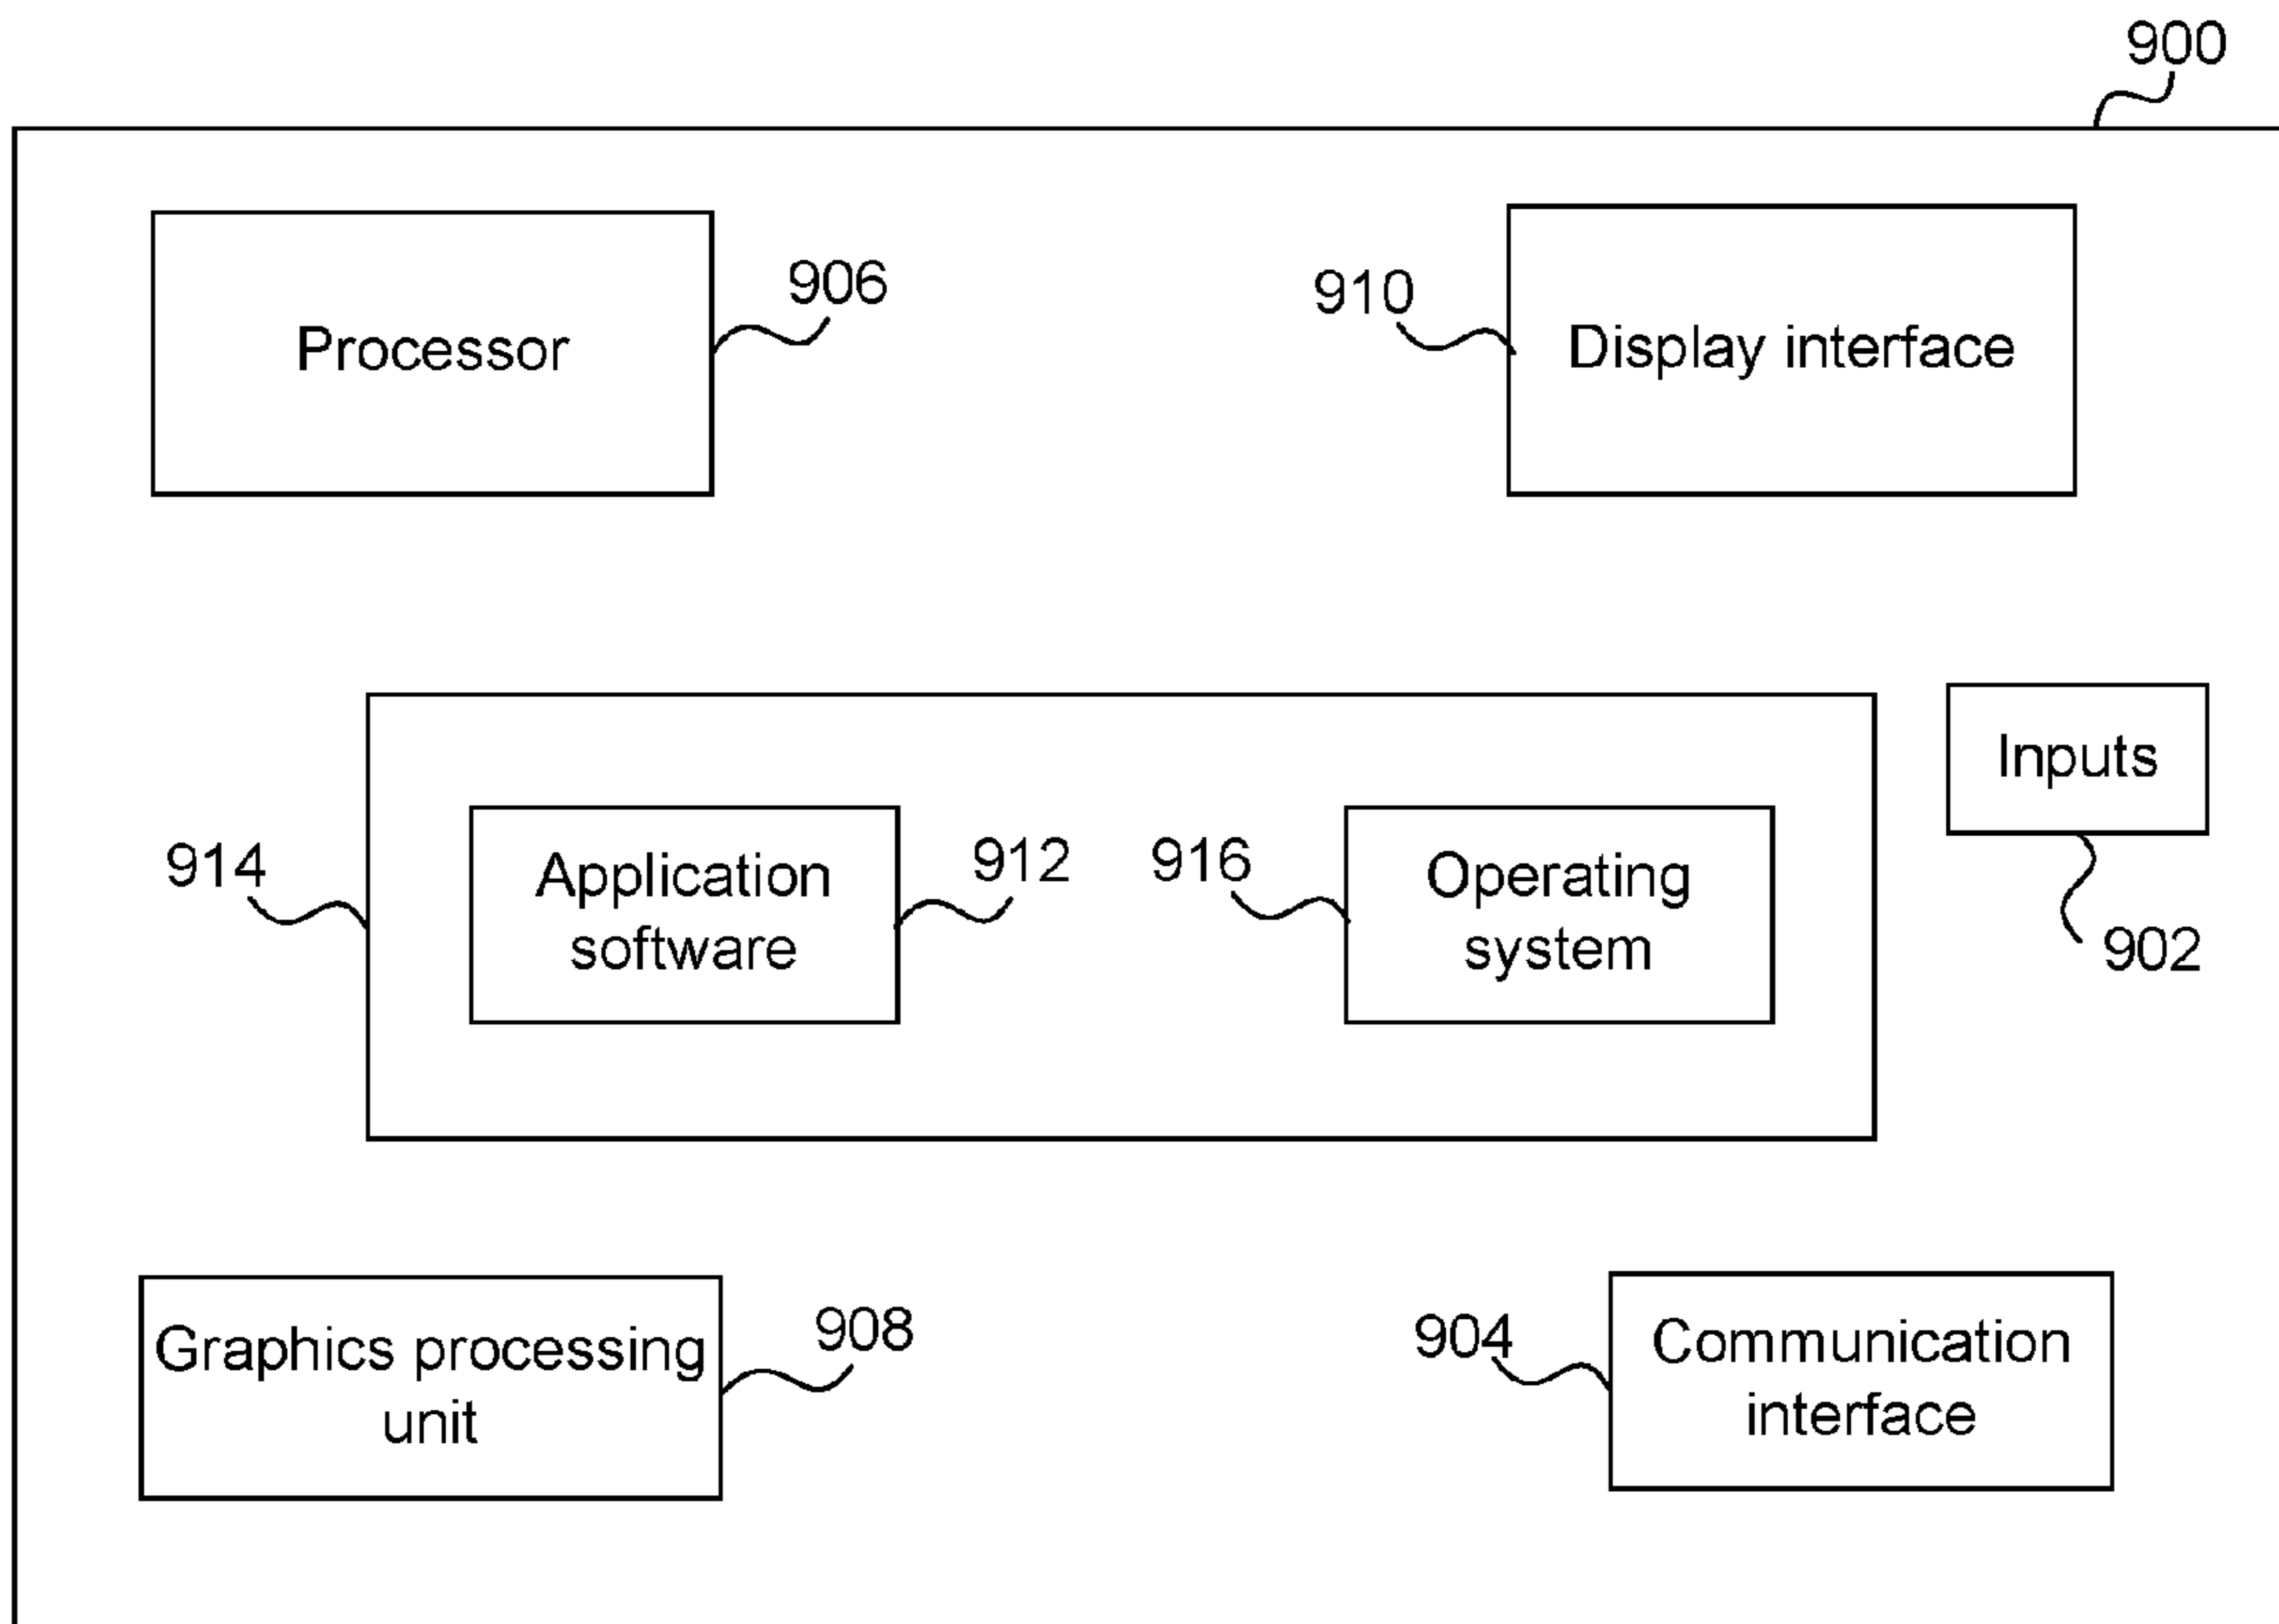 900
Processor
906
910
Display interface
Inputs
902
914
Application
software
912
916
Operating
system
Graphics processing
unit
908
904
Communication
interface